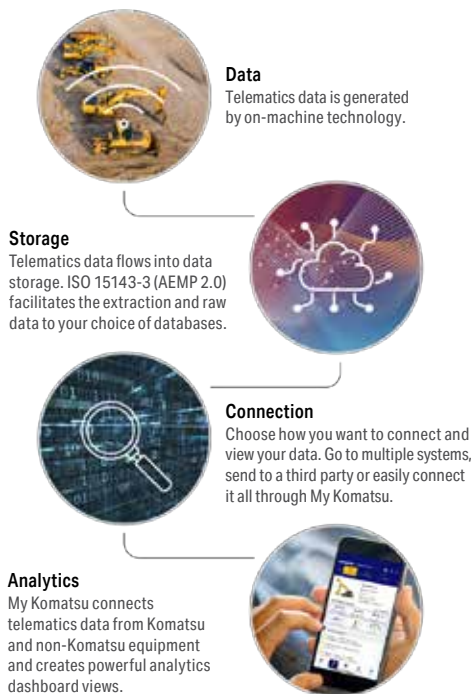 Data
Telematics data is generated
by on-machine technology.
Storage
Telematics data flows into data
storage. ISO 15143-3 (AEMP 2.0)
facilitates the extraction and raw
data to your choice of databases.
Connection
Choose how you want to connect and
view your data. Go to multiple systems,
send to a third party or easily connect
it all through My Komatsu.
Analytics
My Komatsu connects
telematics data from Komatsu
and non-Komatsu equipment
and creates powerful analytics
dashboard views.